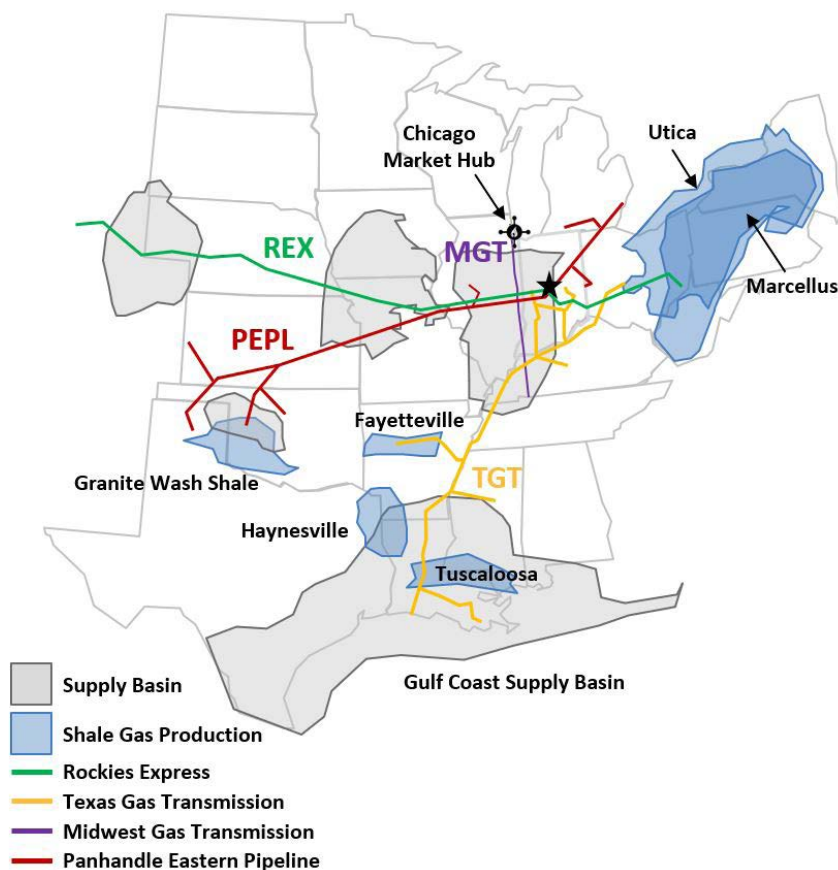 Chicago
Market Hub
Utica
REX
MGT
Marcellus
PEPL
Fayetteville
Granite Wash Shale
TGT
Haynesville
Tuscaloosa
Gulf Coast Supply Basin
Supply Basin
Shale Gas Production
Rockies Express
Texas Gas Transmission
Midwest Gas Transmission
Panhandle Eastern Pipeline